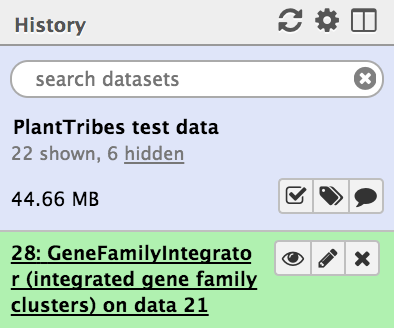 History
search datasets
PlantTribes test data
22 shown, 6 hidden
44.66 MB
28: GeneFamilyIntegrato
r (integrated gene family
clusters) on data 21